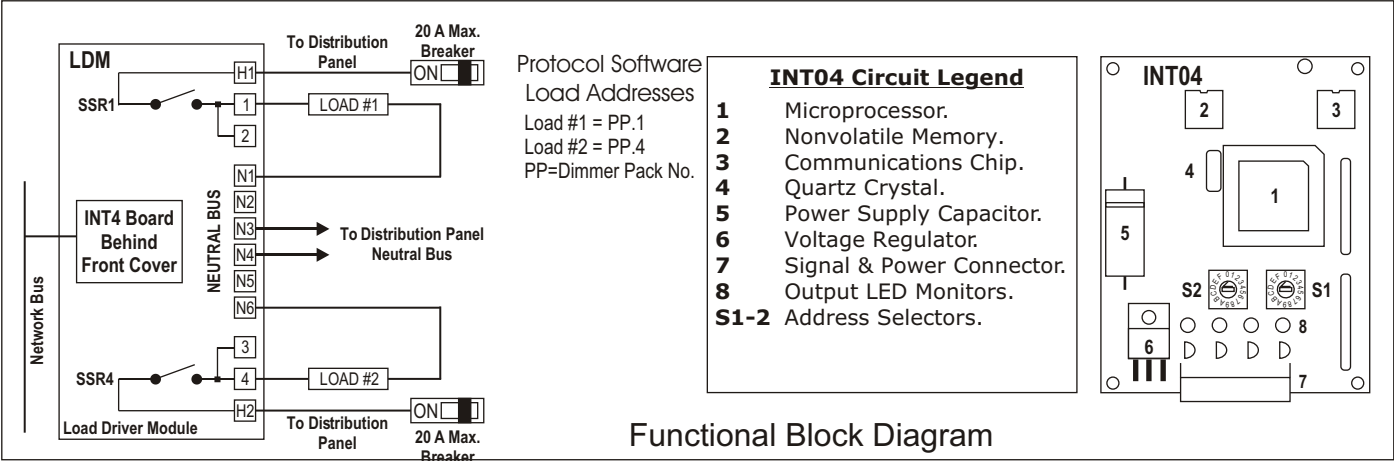 LDM
SSR1
H1
1
2
N1
N2
N3
N4
N5
N6
3
4
H2
NEUTRAL BUS
INT4 Board
Behind
Front Cover
Network Bus
SSR4
Load Driver Module
To Distribution
Panel
20 A Max.
Breaker
ON
LOAD #1
To Distribution Panel
Neutral Bus
LOAD #2
ON
To Distribution
Panel
20 A Max.
Breaker
Protocol Software
Load Addresses
Load #1 = PP.1
Load #2 = PP.4
PP=Dimmer Pack No.
INT04 Circuit Legend
1 Microprocessor.
2 Nonvolatile Memory.
3 Communications Chip.
4 Quartz Crystal.
5 Power Supply Capacitor.
6 Voltage Regulator.
7 Signal & Power Connector.
8 Output LED Monitors.
S1-2 Address Selectors.
INT04
2
3
4
1
5
S2
0123456789ABCDEF
0123456789ABCDEF
S1
8
6
7
Functional Block Diagram